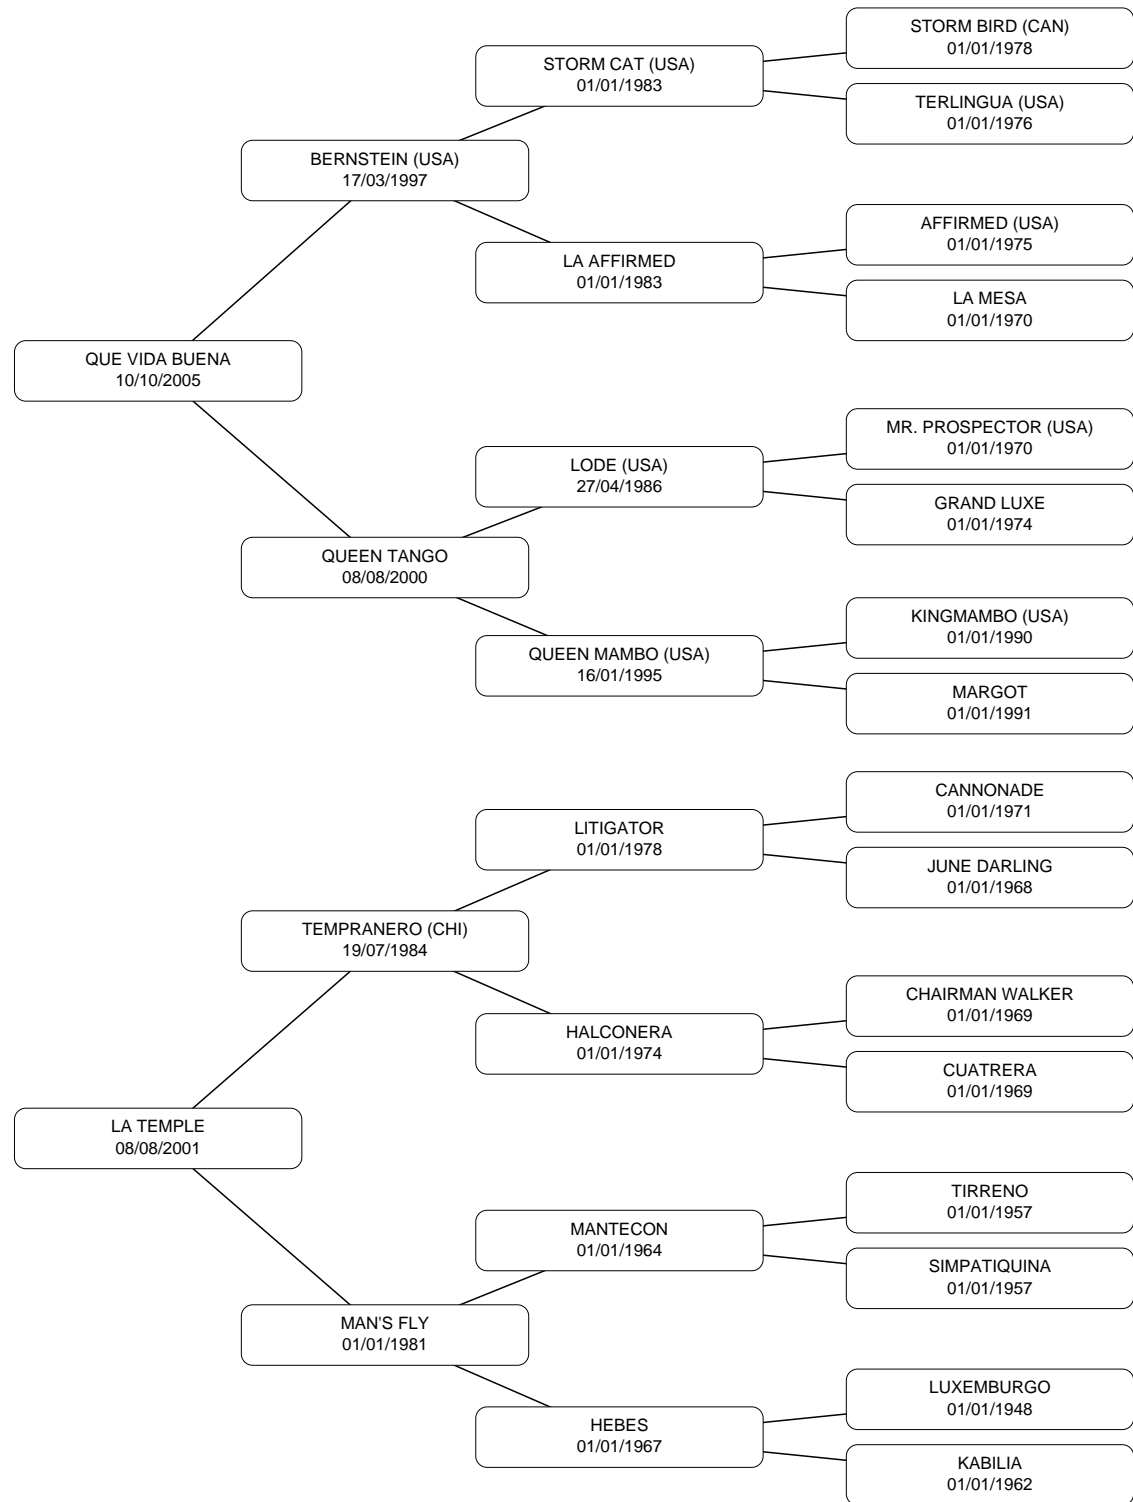 STORM BIRD (CAN)
01/01/1978
STORM CAT (USA)
01/01/1983
TERLINGUA (USA)
01/01/1976
BERNSTEIN (USA)
17/03/1997
AFFIRMED (USA)
01/01/1975
LA AFFIRMED
01/01/1983
LA MESA
01/01/1970
QUE VIDA BUENA
10/10/2005
MR. PROSPECTOR (USA)
01/01/1970
LODE (USA)
27/04/1986
GRAND LUXE
01/01/1974
QUEEN TANGO
08/08/2000
KINGMAMBO (USA)
01/01/1990
QUEEN MAMBO (USA)
16/01/1995
MARGOT
01/01/1991
CANNONADE
01/01/1971
LITIGATOR
01/01/1978
JUNE DARLING
01/01/1968
TEMPRANERO (CHI)
19/07/1984
CHAIRMAN WALKER
01/01/1969
HALCONERA
01/01/1974
CUATRERA
01/01/1969
LA TEMPLE
08/08/2001
TIRRENO
01/01/1957
MANTECON
01/01/1964
SIMPATIQUINA
01/01/1957
MAN'S FLY
01/01/1981
LUXEMBURGO
01/01/1948
HEBES
01/01/1967
KABILIA
01/01/1962